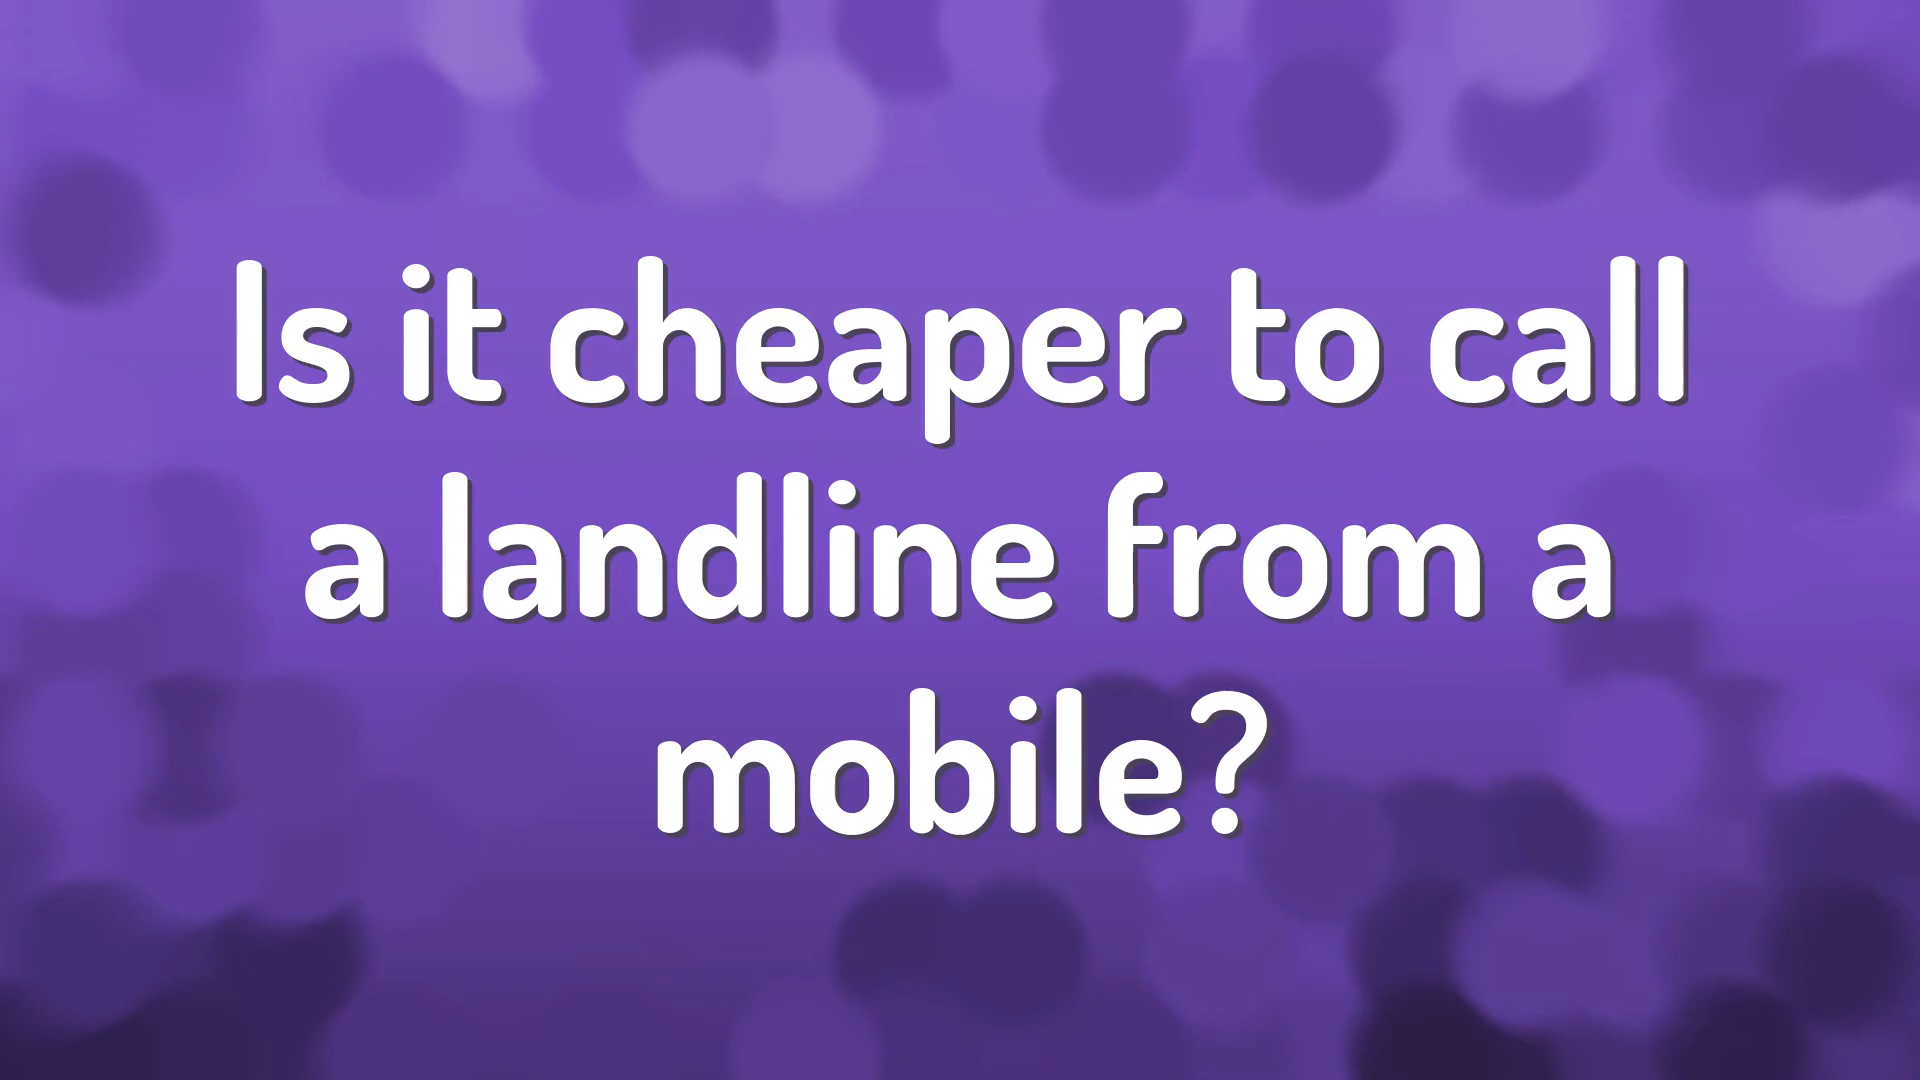 Is it cheaper to call
a landline from a
mobile?